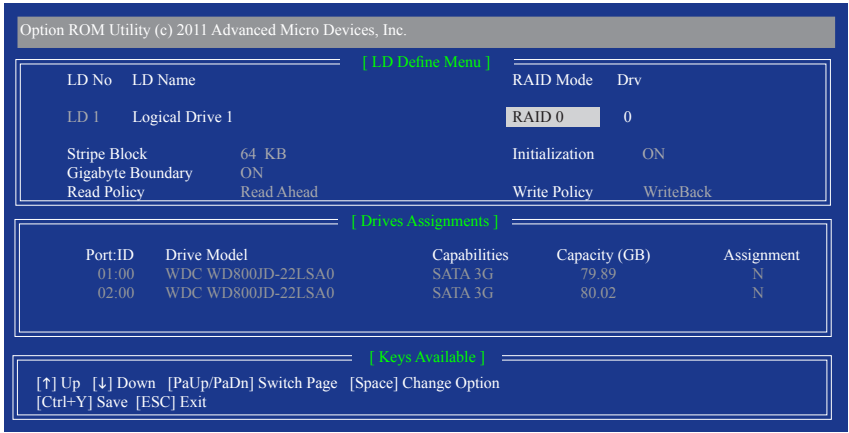 Option ROM Utility (c) 2011 Advanced Micro Devices, Inc.
[ LD Define Menu ]
LD No LD Name RAID Mode Drv
LD 1 Logical Drive 1 RAID 0 0
Stripe Block 64 KB Initialization ON
Gigabyte Boundary ON
Read Policy Read Ahead Write Policy WriteBack
[ Drives Assignments ]
Port:ID Drive Model Capabilities Capacity (GB) Assignment
01:00 WDC WD800JD-22LSA0 SATA 3G 79.89 N
02:00 WDC WD800JD-22LSA0 SATA 3G 80.02 N
[ Keys Available ]
[↑] Up [↓] Down [PaUp/PaDn] Switch Page [Space] Change Option
[Ctrl+Y] Save [ESC] Exit